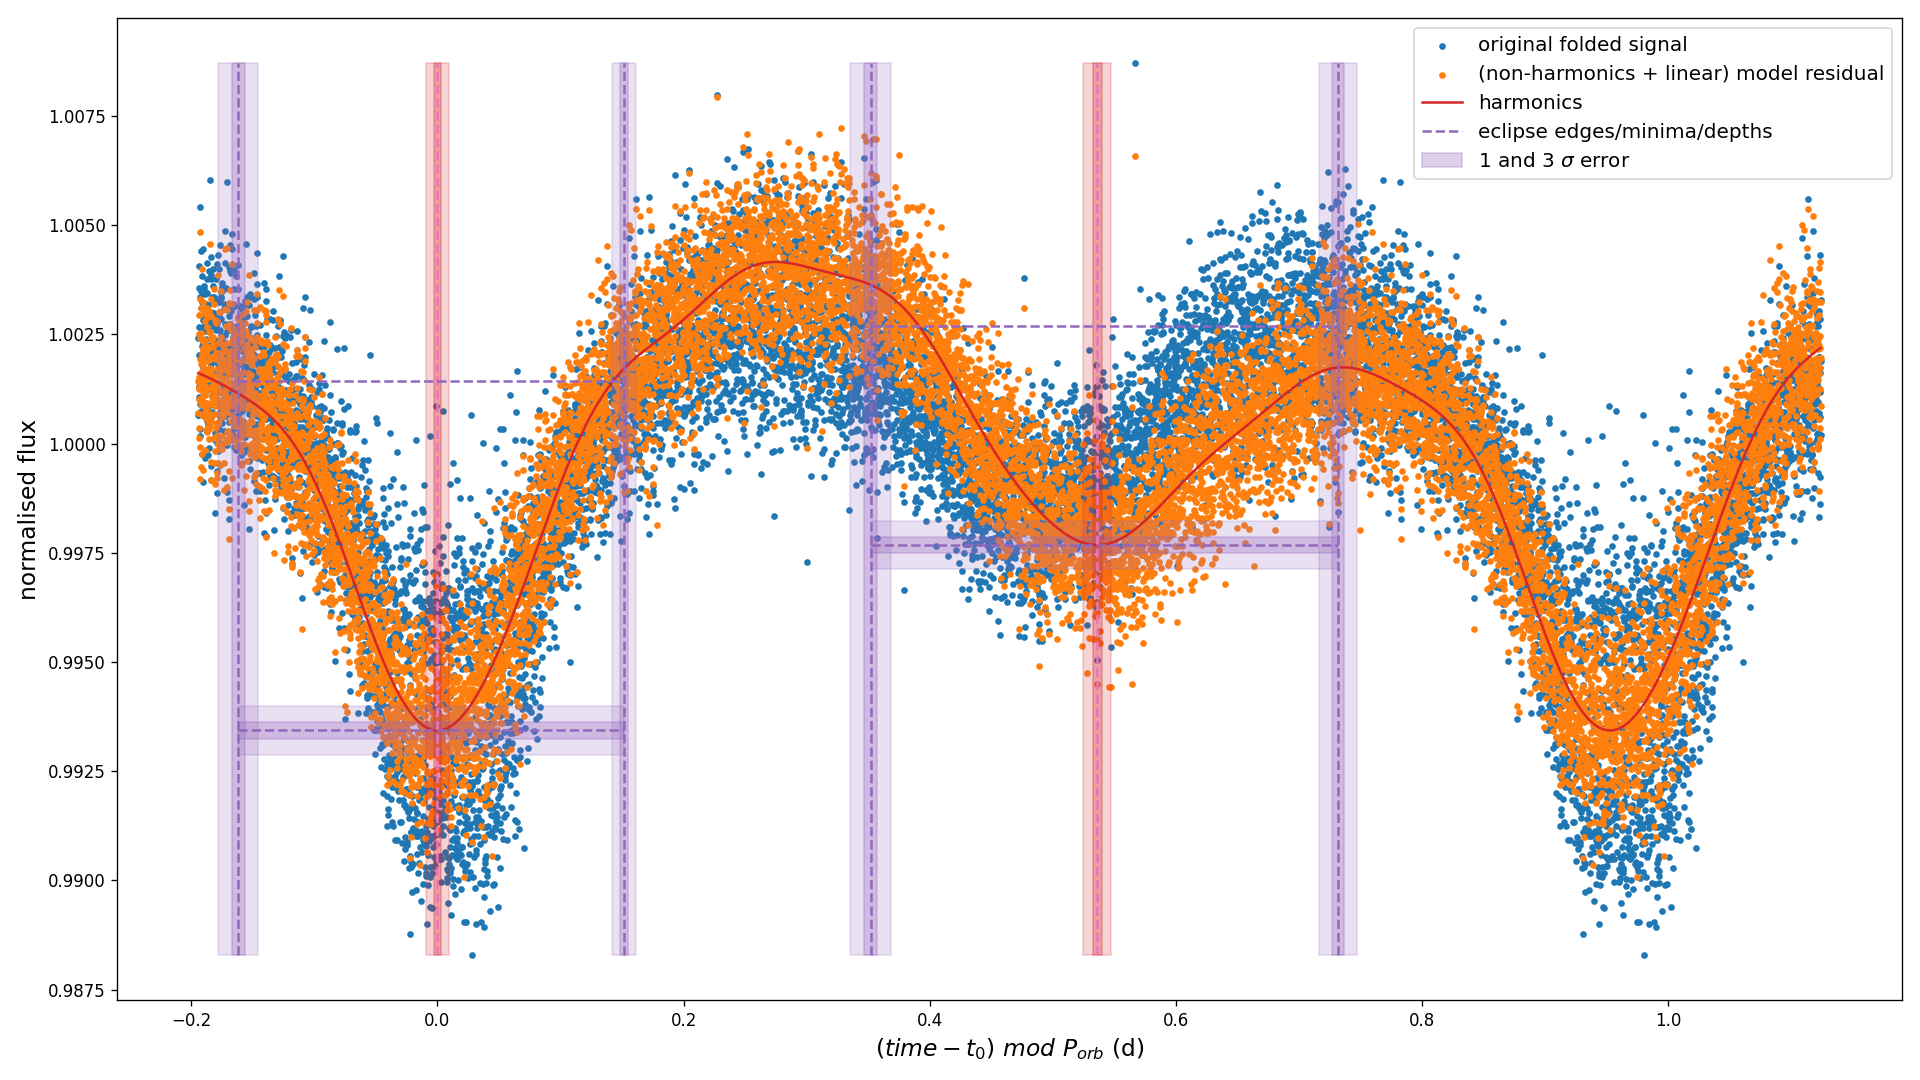 original folded signal
(non-harmonics + linear) model residual
harmonics
eclipse edges/minima/depths
1 and 3 σ error
normalised flux
1.0075
1.0050
1.0025
1.0000
0.9975
0.9950
0.9925
0.9900
0.9875
−0.2 0.0 0.2 0.4 0.6 0.8 1.0
(time − t₀) mod Pₒᵣb (d)